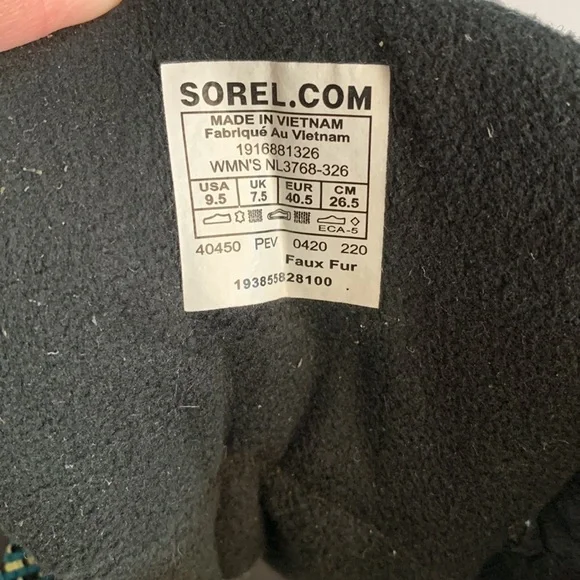 SOREL.COM
MADE IN VIETNAM
Fabriqué Au Vietnam
1916881326
WMN'S NL3768-326
USA UK EUR CM
9.5 7.5 40.5 26.5
ECA-5
40450 PEV 0420 220
Faux Fur
193855828100